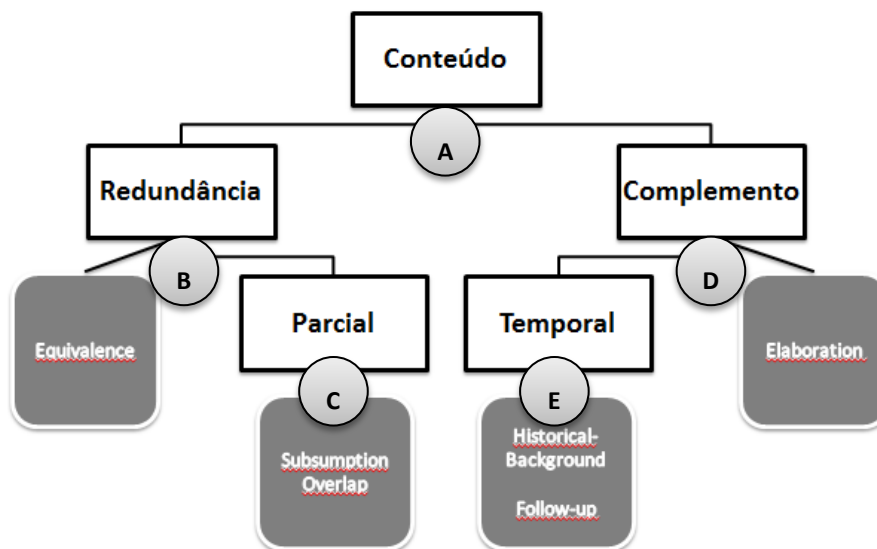 Conteúdo
A
Redundância
Complemento
B
D
Equivalence
Parcial
Temporal
Elaboration
C
E
Subsumption
Overlap
Historical-
Background
Follow-up